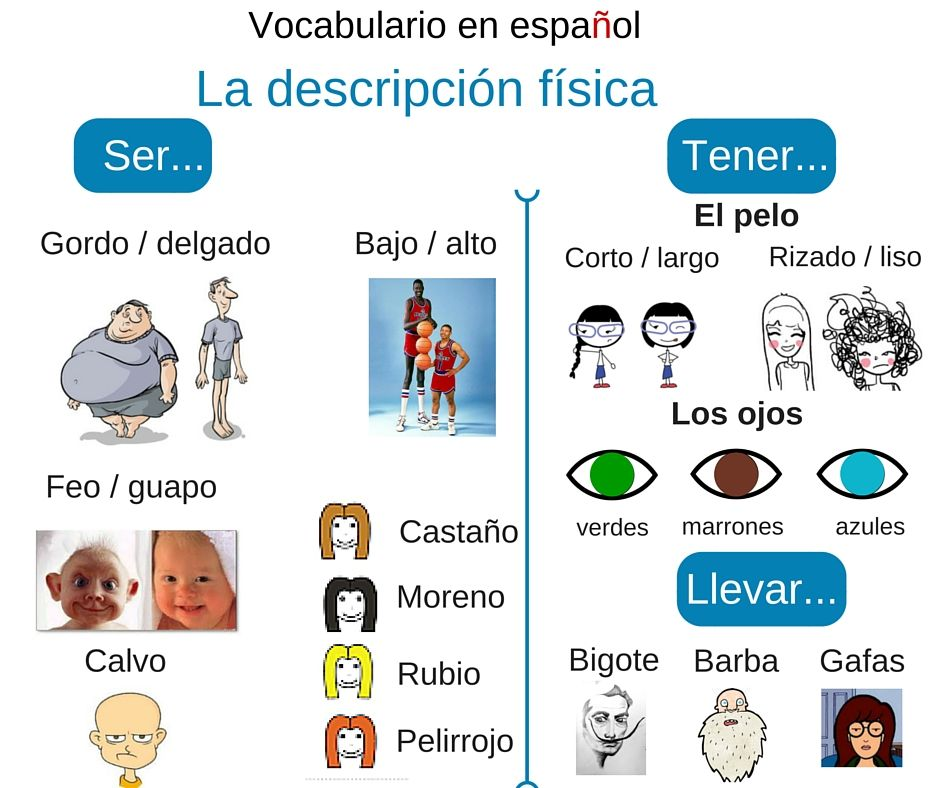 Vocabulario en español
La descripción física
Ser...
Gordo / delgado
Bajo / alto
Feo / guapo
Calvo
Castaño
Moreno
Rubio
Pelirrojo
Tener...
El pelo
Corto / largo
Rizado / liso
Los ojos
verdes marrones azules
Llevar...
Bigote Barba Gafas